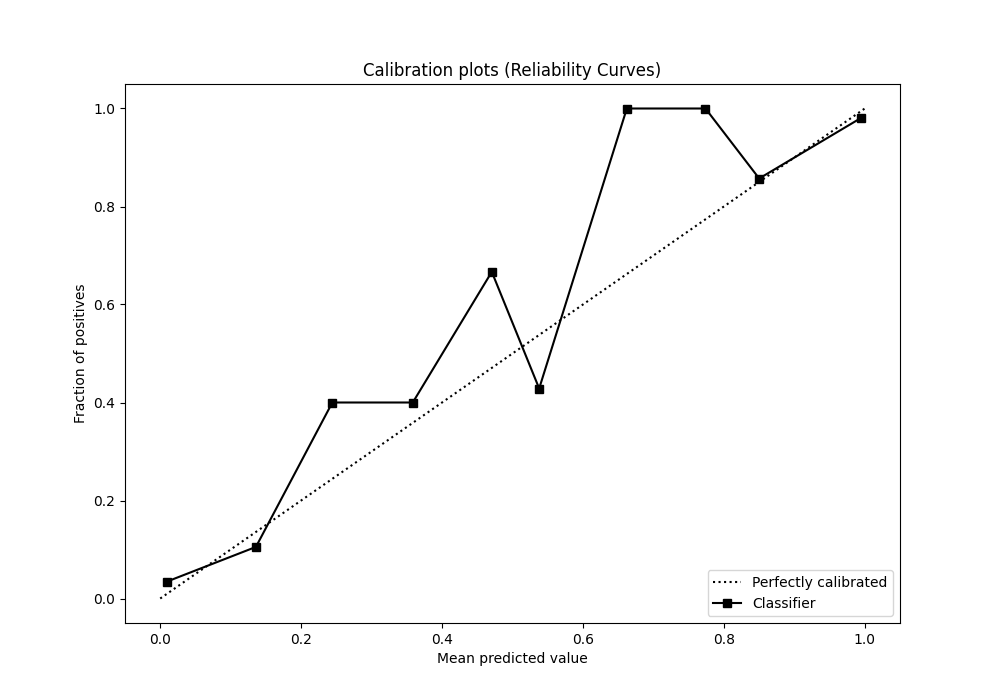 Calibration plots (Reliability Curves)
1.0
0.8
0.6
0.4
0.2
0.0
Fraction of positives
0.0 0.2 0.4 0.6 0.8 1.0
Mean predicted value
Perfectly calibrated
Classifier